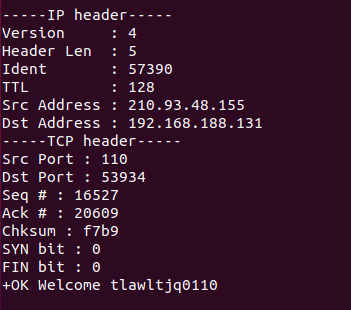 -----IP header-----
Version     : 4
Header Len  : 5
Ident       : 57390
TTL         : 128
Src Address : 210.93.48.155
Dst Address : 192.168.188.131
-----TCP header-----
Src Port : 110
Dst Port : 53934
Seq # : 16527
Ack # : 20609
Chksum : f7b9
SYN bit : 0
FIN bit : 0
+OK Welcome tlawltjq0110